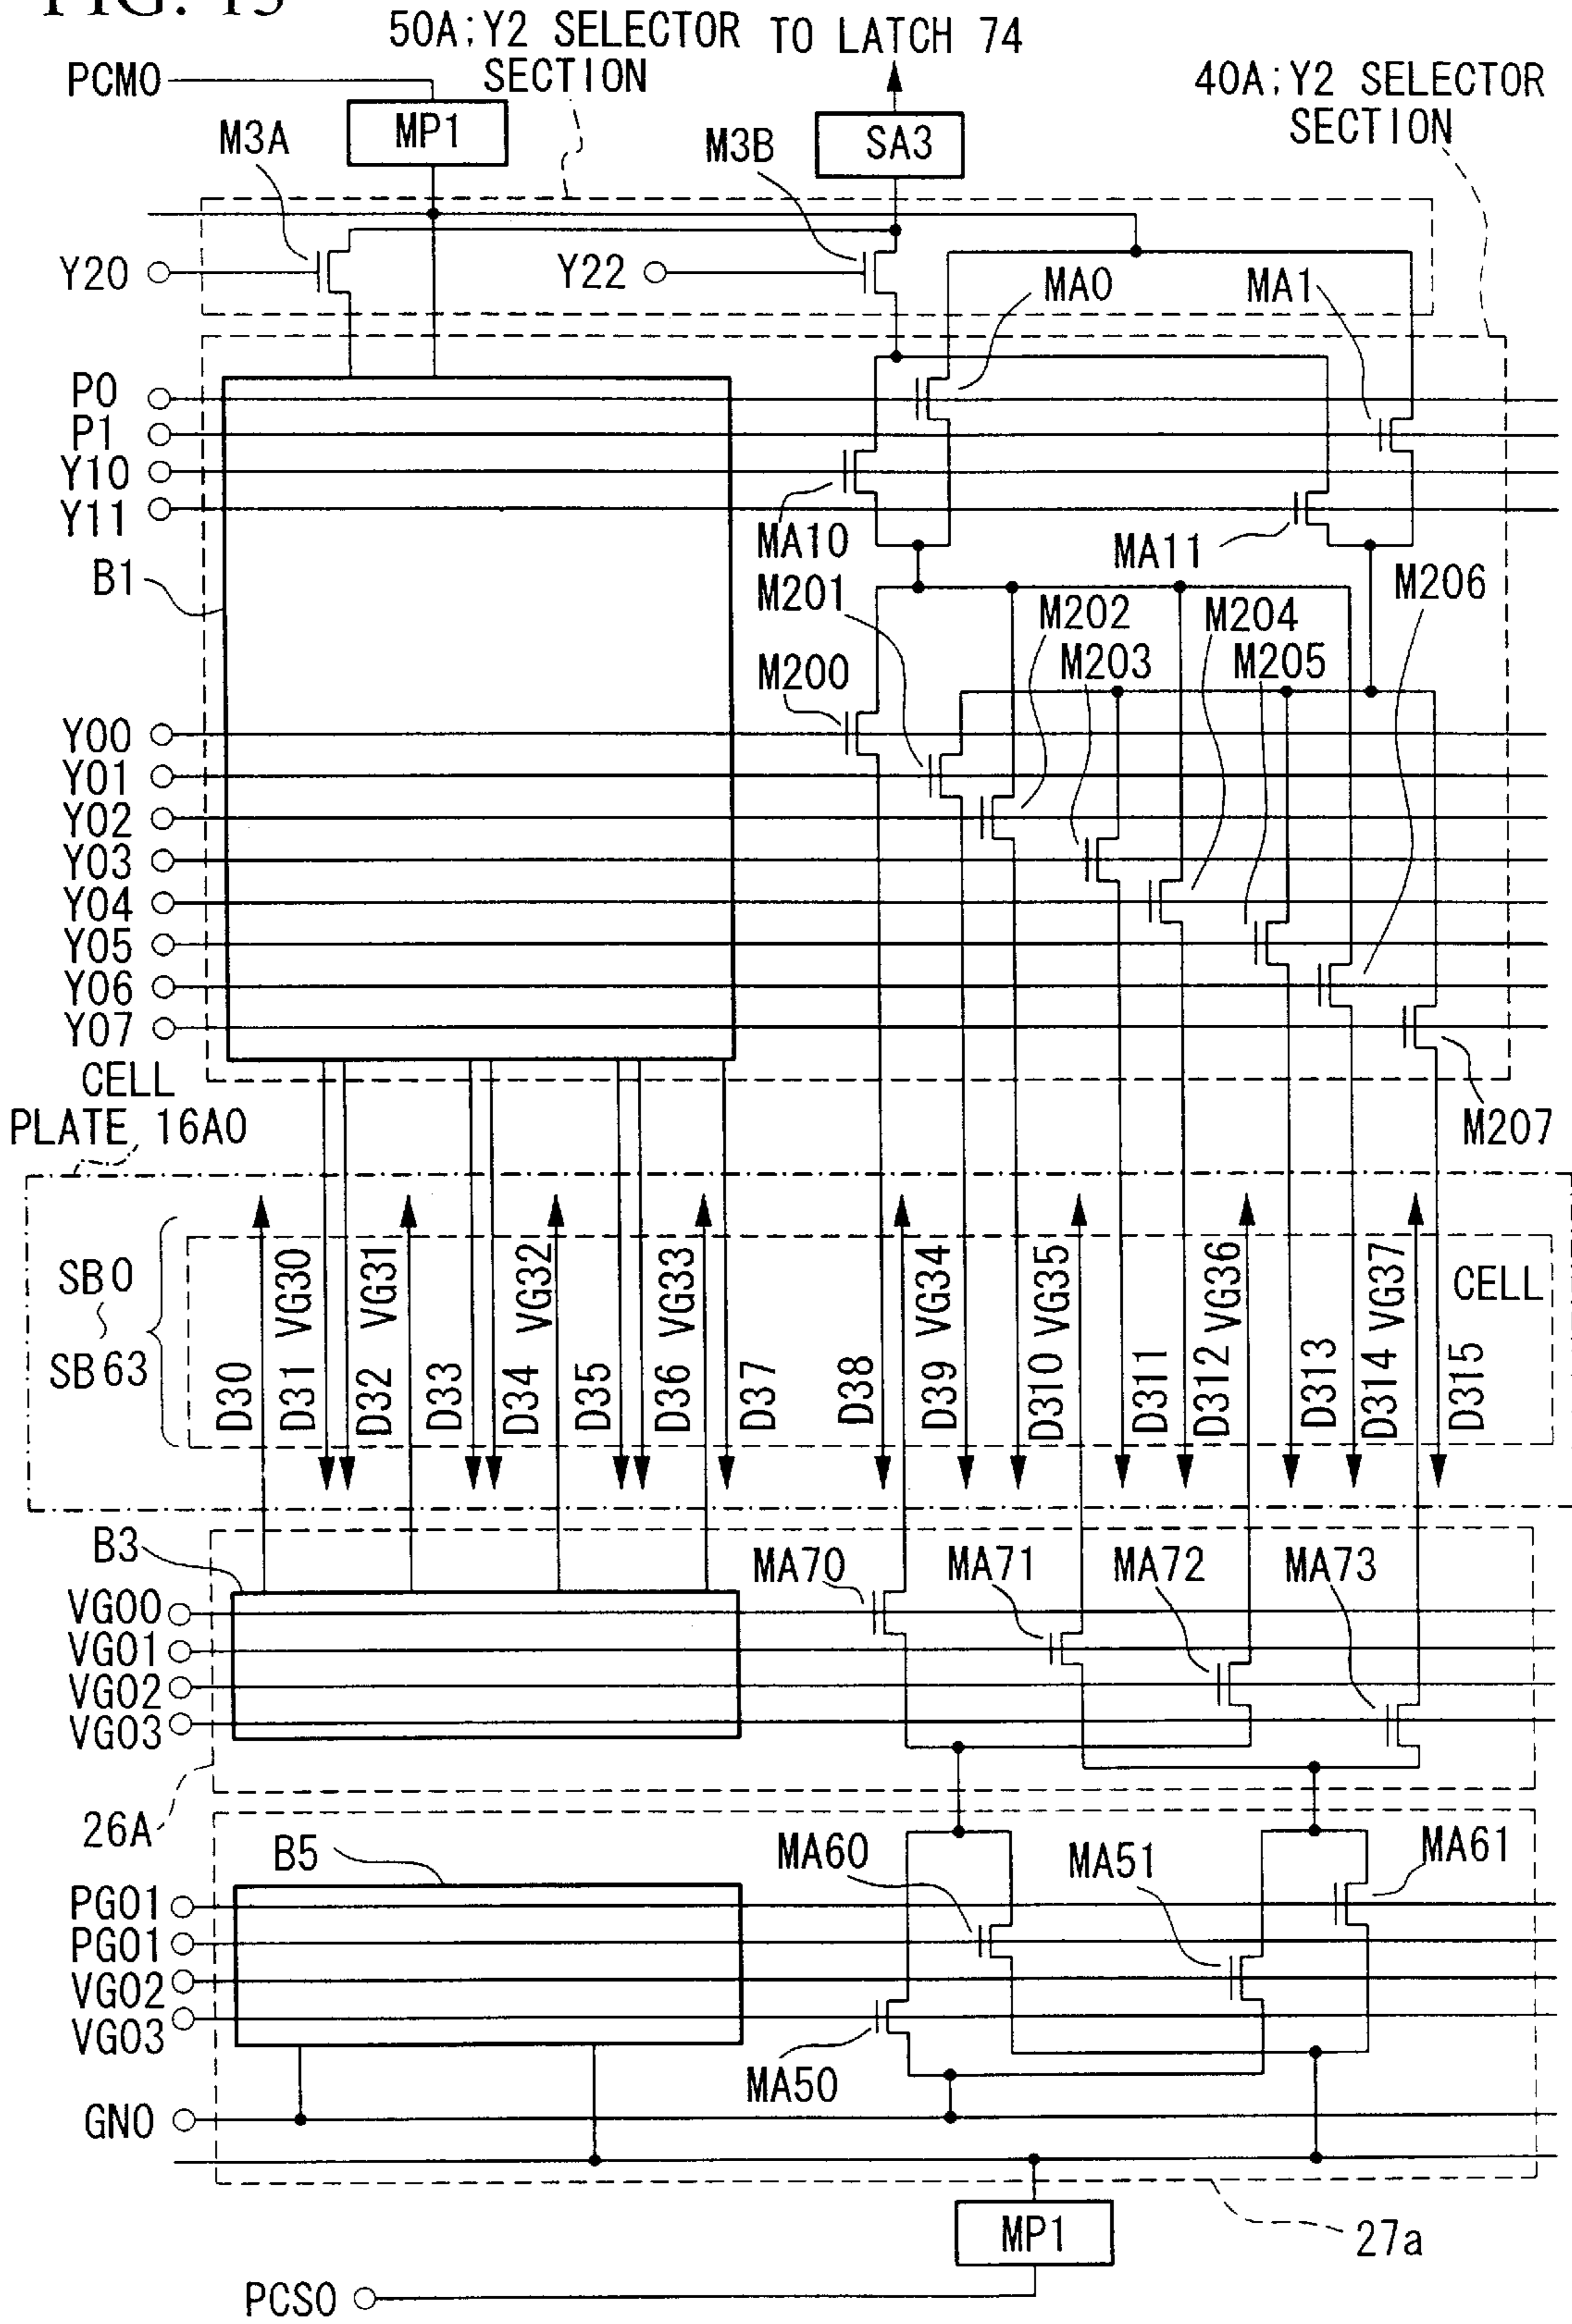 FIG. 13
50A;Y2 SELECTOR SECTION
TO LATCH 74
40A;Y2 SELECTOR SECTION
PCM0
MP1
SA3
M3A
M3B
Y20
Y22
MA0
MA1
P0
P1
Y10
Y11
MA10
MA11
B1
M200
M201
M202
M203
M204
M205
M206
M207
Y00
Y01
Y02
Y03
Y04
Y05
Y06
Y07
CELL
PLATE 16A0
SB0
SB63
CELL
D30
VG30
D31
D32
VG31
D33
D34
VG32
D35
D36
VG33
D37
D38
VG34
D39
D310
VG35
D311
D312
VG36
D313
D314
VG37
D315
B3
MA70
MA71
MA72
MA73
VG00
VG01
VG02
VG03
26A
B5
MA60
MA51
MA61
PG01
PG01
VG02
VG03
MA50
GN0
MP1
27a
PCS0